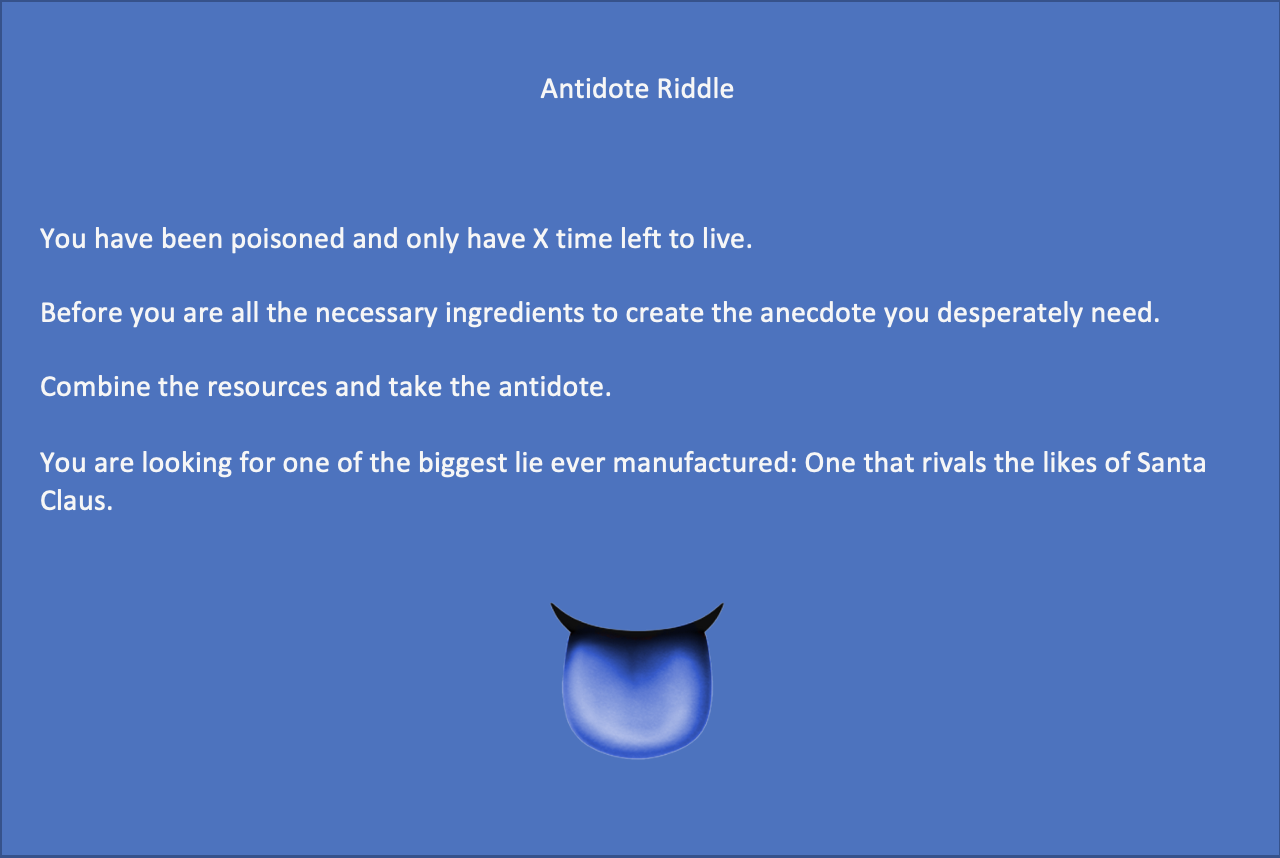 Antidote Riddle
You have been poisoned and only have X time left to live.
Before you are all the necessary ingredients to create the anecdote you desperately need.
Combine the resources and take the antidote.
You are looking for one of the biggest lie ever manufactured: One that rivals the likes of Santa
Claus.